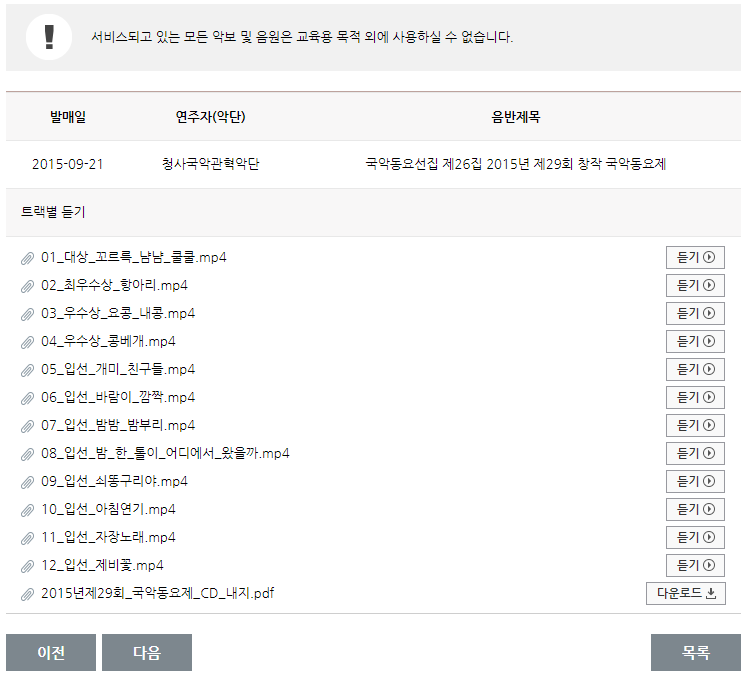 서비스되고 있는 모든 악보 및 음원은 교육용 목적 외에 사용하실 수 없습니다.
발매일 연주자(악단) 음반제목
2015-09-21 청사국악관혁악단 국악동요선집 제26집 2015년 제29회 창작 국악동요제
트랙별 듣기
01_대상_꼬르륵_냠냠_쿨쿨.mp4 듣기
02_최우수상_항아리.mp4 듣기
03_우수상_요콩_내콩.mp4 듣기
04_우수상_콩베개.mp4 듣기
05_입선_개미_친구들.mp4 듣기
06_입선_바람이_깜짝.mp4 듣기
07_입선_밤밤_밤부리.mp4 듣기
08_입선_밤_한_톨이_어디에서_왔을까.mp4 듣기
09_입선_쇠똥구리야.mp4 듣기
10_입선_아침연기.mp4 듣기
11_입선_자장노래.mp4 듣기
12_입선_제비꽃.mp4 듣기
2015년제29회_국악동요제_CD_내지.pdf 다운로드
이전 다음 목록